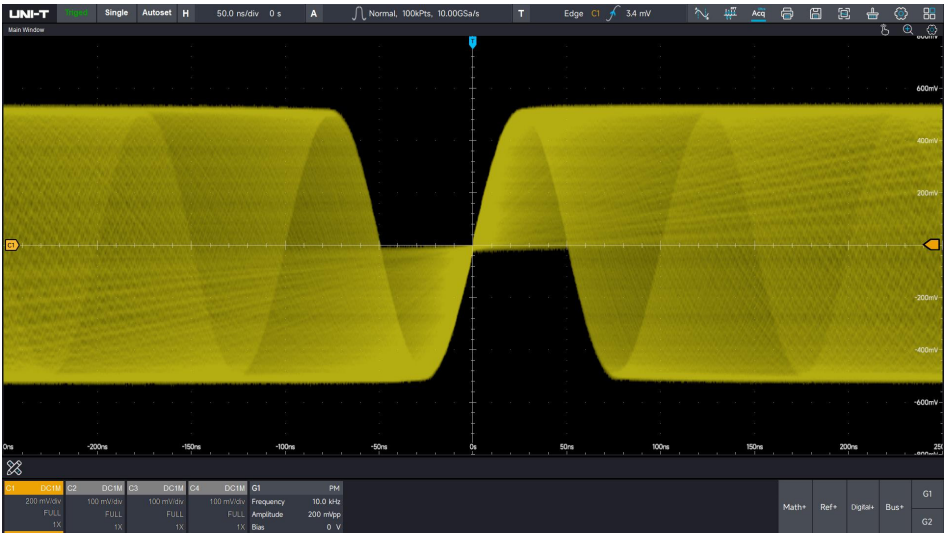 UNI-T Triged Single Autoset H 50.0 ns/div 0 s A Normal, 100kPts, 10.00GSa/s T Edge C1 3.4 mV Acq
Main Window
T
600mV
400mV
200mV
C1
-200mV
-400mV
-600mV
-200ns -150ns -100ns -50ns 0s 50ns 100ns 150ns 200ns
C1 DC1M C2 DC1M C3 DC1M C4 DC1M G1 PM
200 mV/div 100 mV/div 100 mV/div 100 mV/div Frequency 10.0 kHz
FULL FULL FULL FULL Amplitude 200 mVpp
1X 1X 1X 1X Bias 0 V
Math+ Ref+ Digital+ Bus+ G1
G2